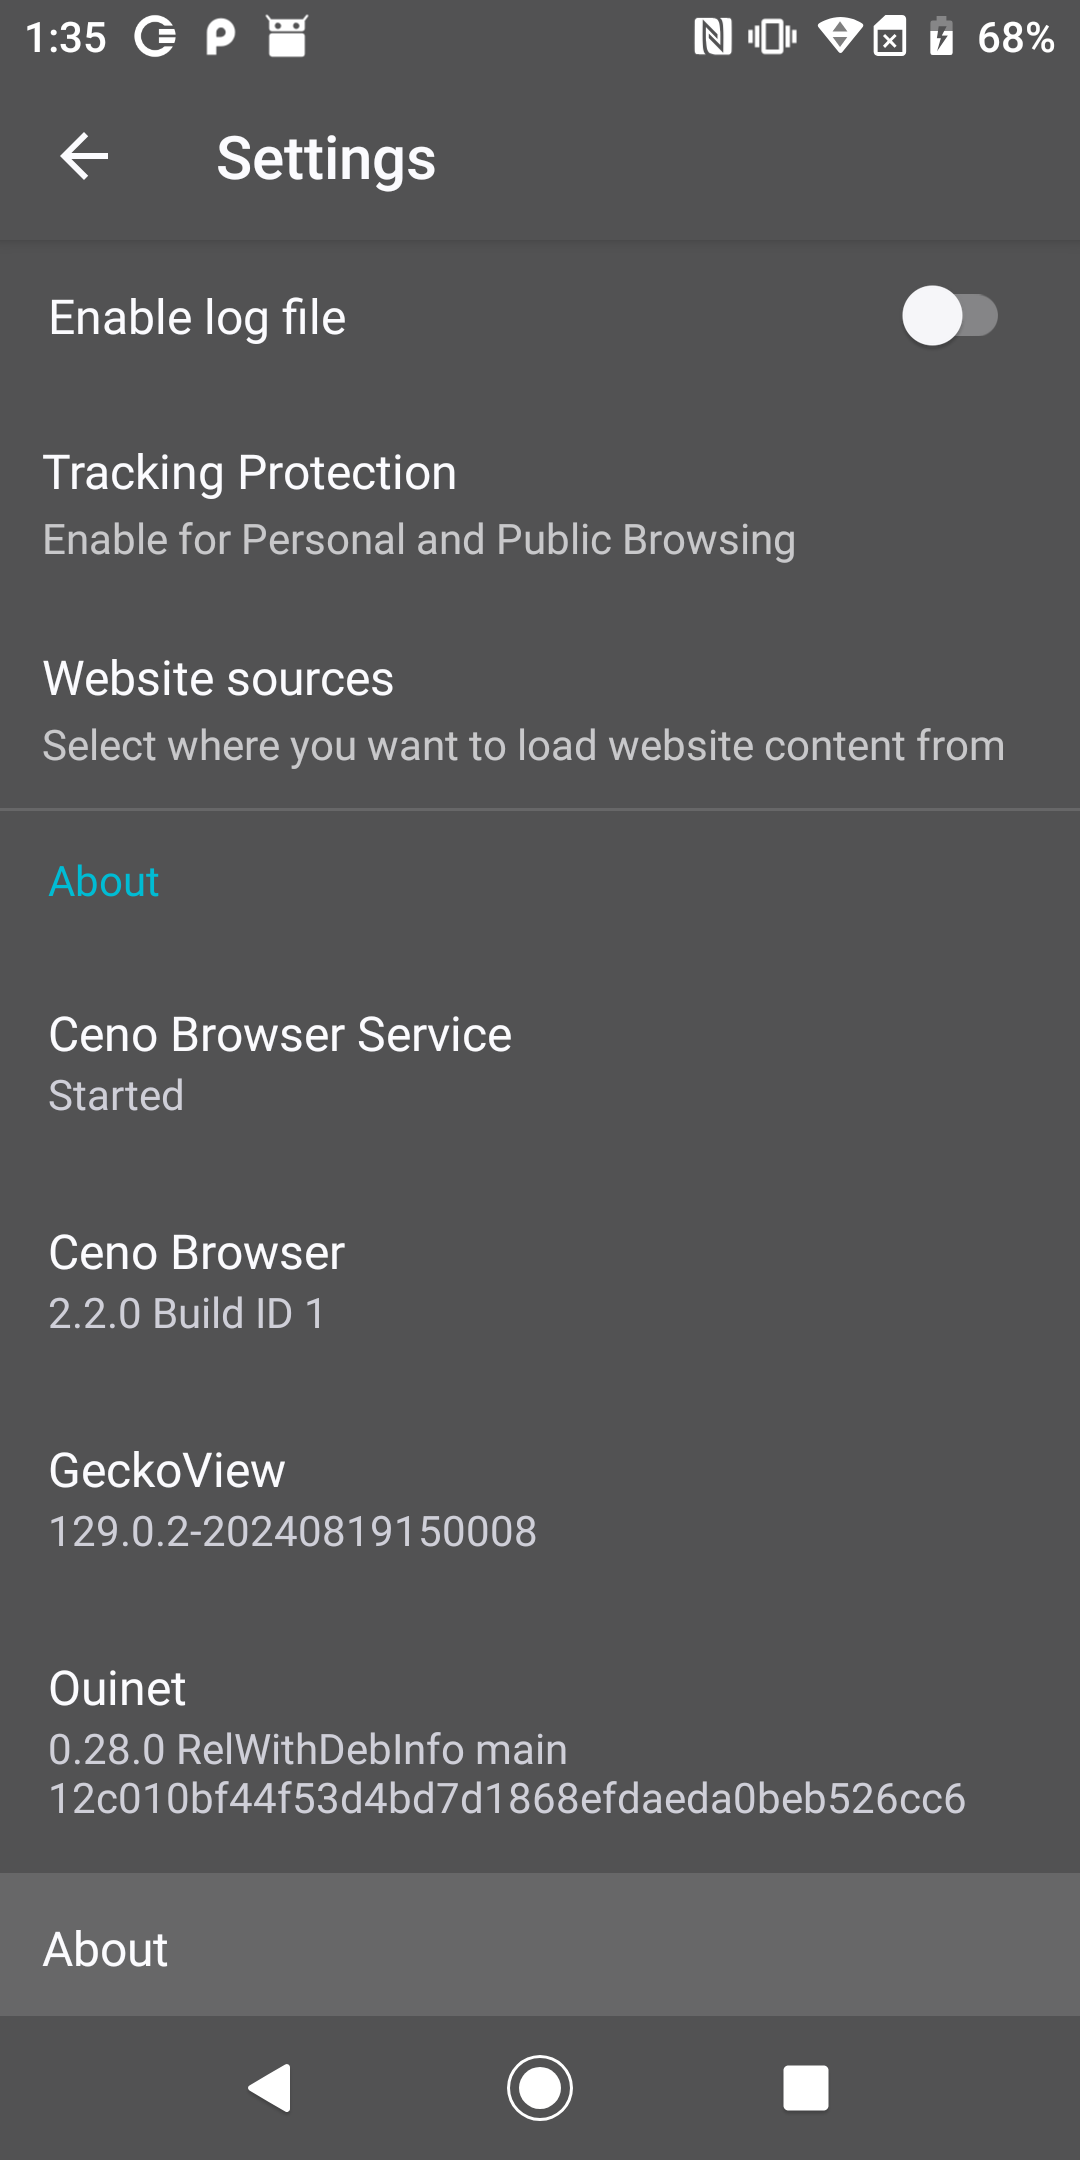 1:35
68%
Settings
Enable log file
Tracking Protection
Enable for Personal and Public Browsing
Website sources
Select where you want to load website content from
About
Ceno Browser Service
Started
Ceno Browser
2.2.0 Build ID 1
GeckoView
129.0.2-20240819150008
Ouinet
0.28.0 RelWithDebInfo main
12c010bf44f53d4bd7d1868efdaeda0beb526cc6
About